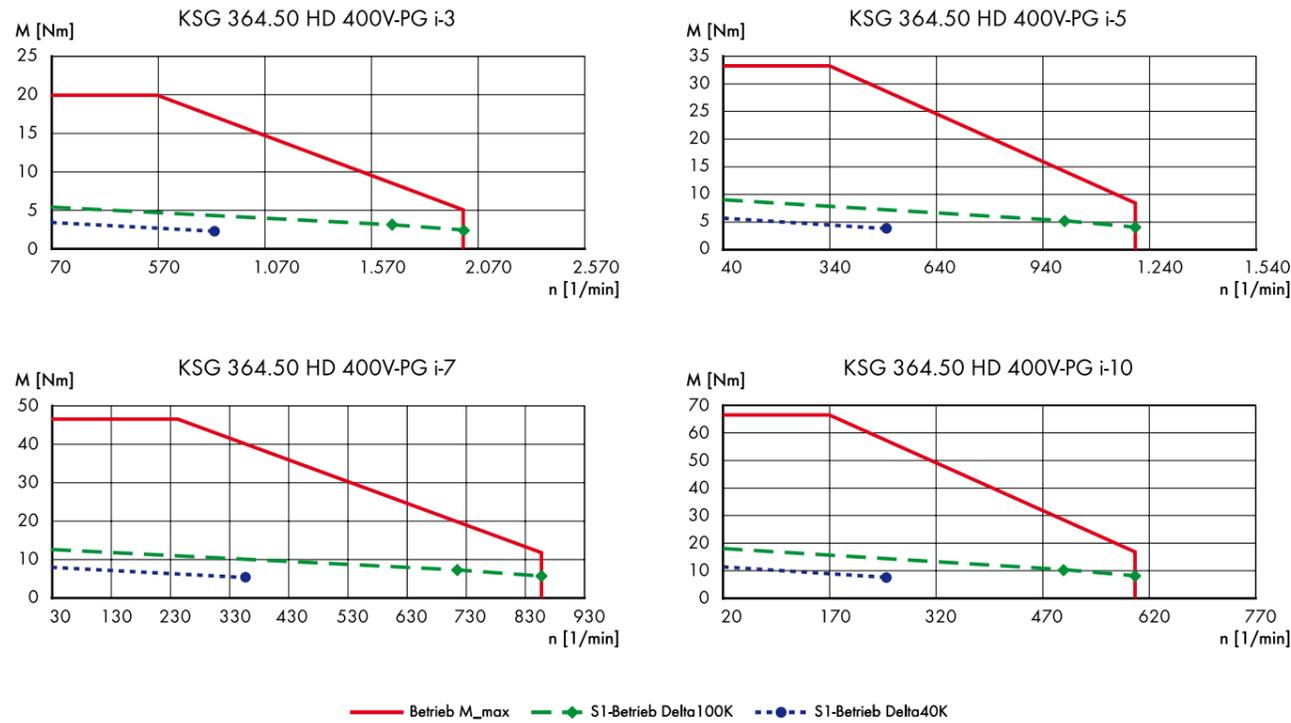 KSG 364.50 HD 400V-PG i-3
M [Nm]
25
20
15
10
5
0
70 570 1.070 1.570 2.070 2.570
n [1/min]
KSG 364.50 HD 400V-PG i-5
M [Nm]
35
30
25
20
15
10
5
0
40 340 640 940 1.240 1.540
n [1/min]
KSG 364.50 HD 400V-PG i-7
M [Nm]
50
40
30
20
10
0
30 130 230 330 430 530 630 730 830 930
n [1/min]
KSG 364.50 HD 400V-PG i-10
M [Nm]
70
60
50
40
30
20
10
0
20 170 320 470 620 770
n [1/min]
Betrieb M_max S1-Betrieb Delta100K S1-Betrieb Delta40K